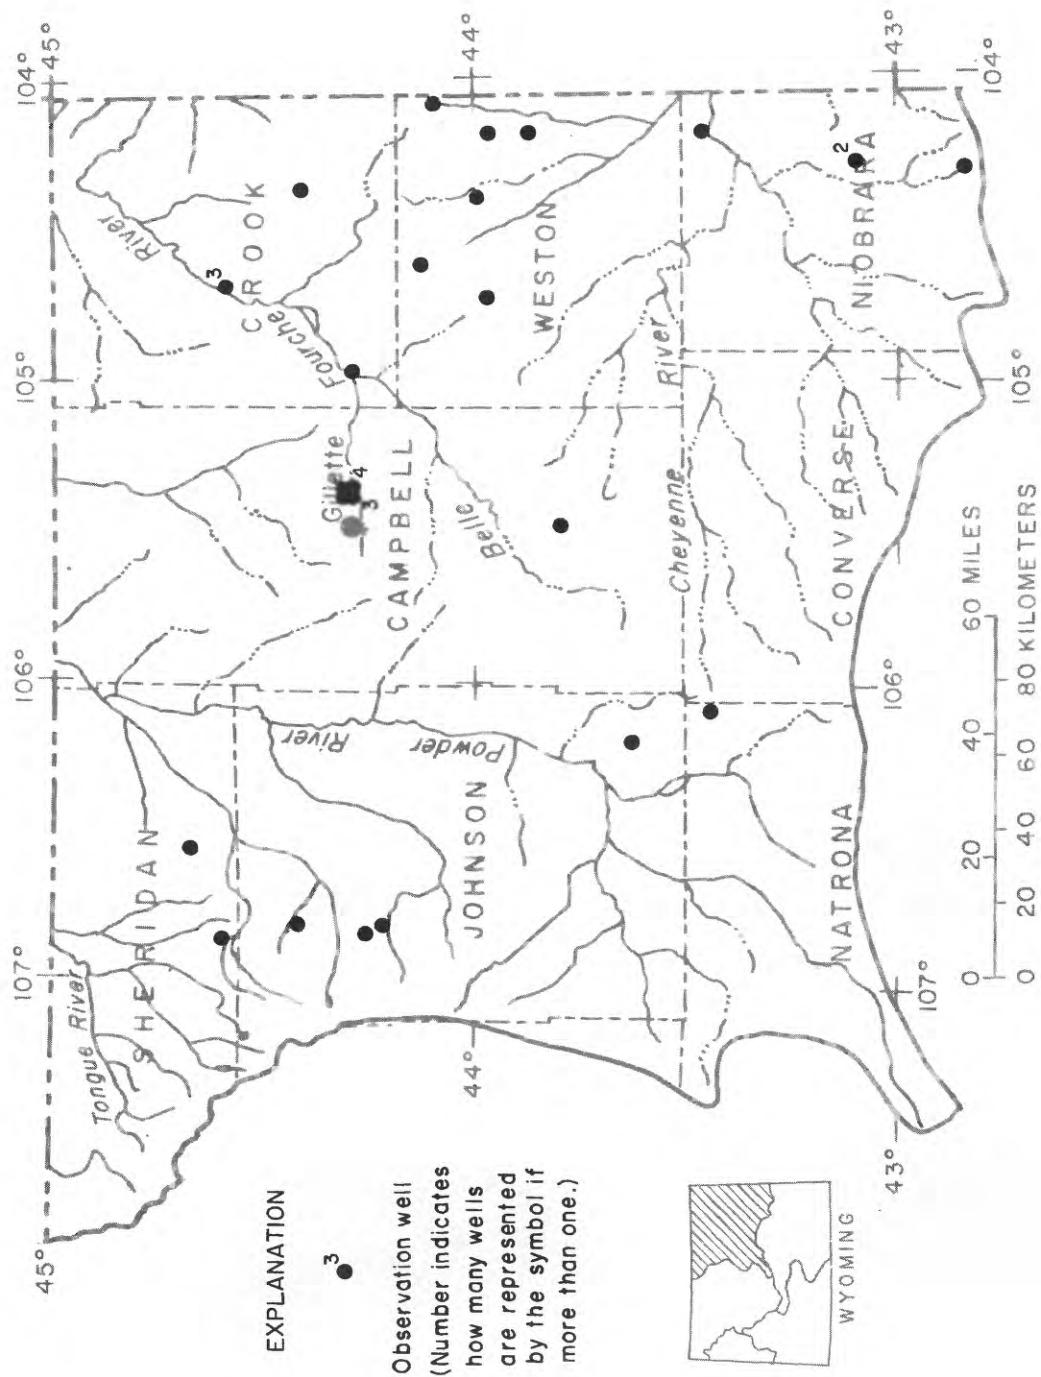 45°
107°
106°
105°
104°
45°
Tongue River
SHERIDAN
River
CROOK
3
Fourche
Gillette
4
3
CAMPBELL
Belle
River
Powder
JOHNSON
44°
44°
WESTON
Cheyenne River
NATRONA
CONVERSE
NIOBRARA
2
43°
43°
107°
106°
105°
104°
0 20 40 60 MILES
0 20 40 60 80 KILOMETERS
EXPLANATION
3
Observation well
(Number indicates
how many wells
are represented
by the symbol if
more than one.)
WYOMING